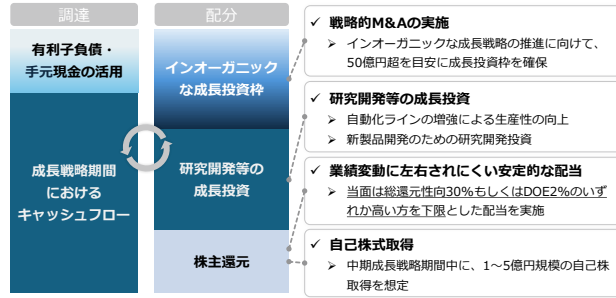 調達
有利子負債・
手元現金の活用
成長戦略期間
における
キャッシュフロー
配分
インオーガニック
な成長投資枠
研究開発等の
成長投資
株主還元
✓ 戦略的M&Aの実施
➢ インオーガニックな成長戦略の推進に向けて、
50億円超を目安に成長投資枠を確保
✓ 研究開発等の成長投資
➢ 自動化ラインの増強による生産性の向上
➢ 新製品開発のための研究開発投資
✓ 業績変動に左右されにくい安定的な配当
➢ 当面は総還元性向30%もしくはDOE2%のいず
れか高い方を下限とした配当を実施
✓ 自己株式取得
➢ 中期成長戦略期間中に、1～5億円規模の自己株
取得を想定